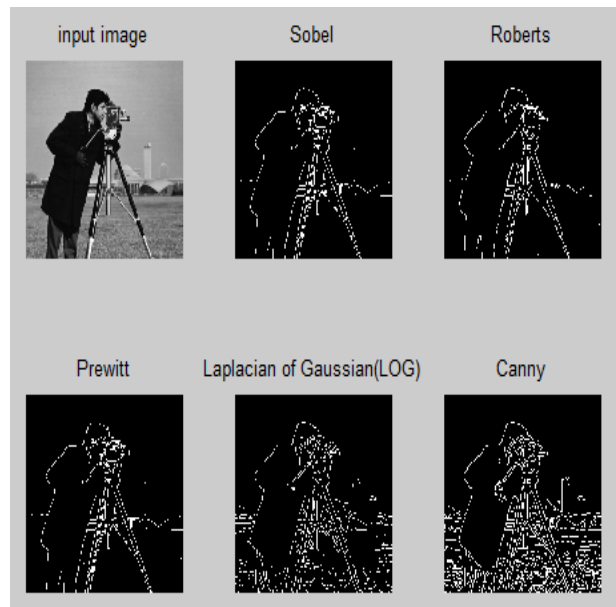 input image
Sobel
Roberts
Prewitt
Laplacian of Gaussian(LOG)
Canny